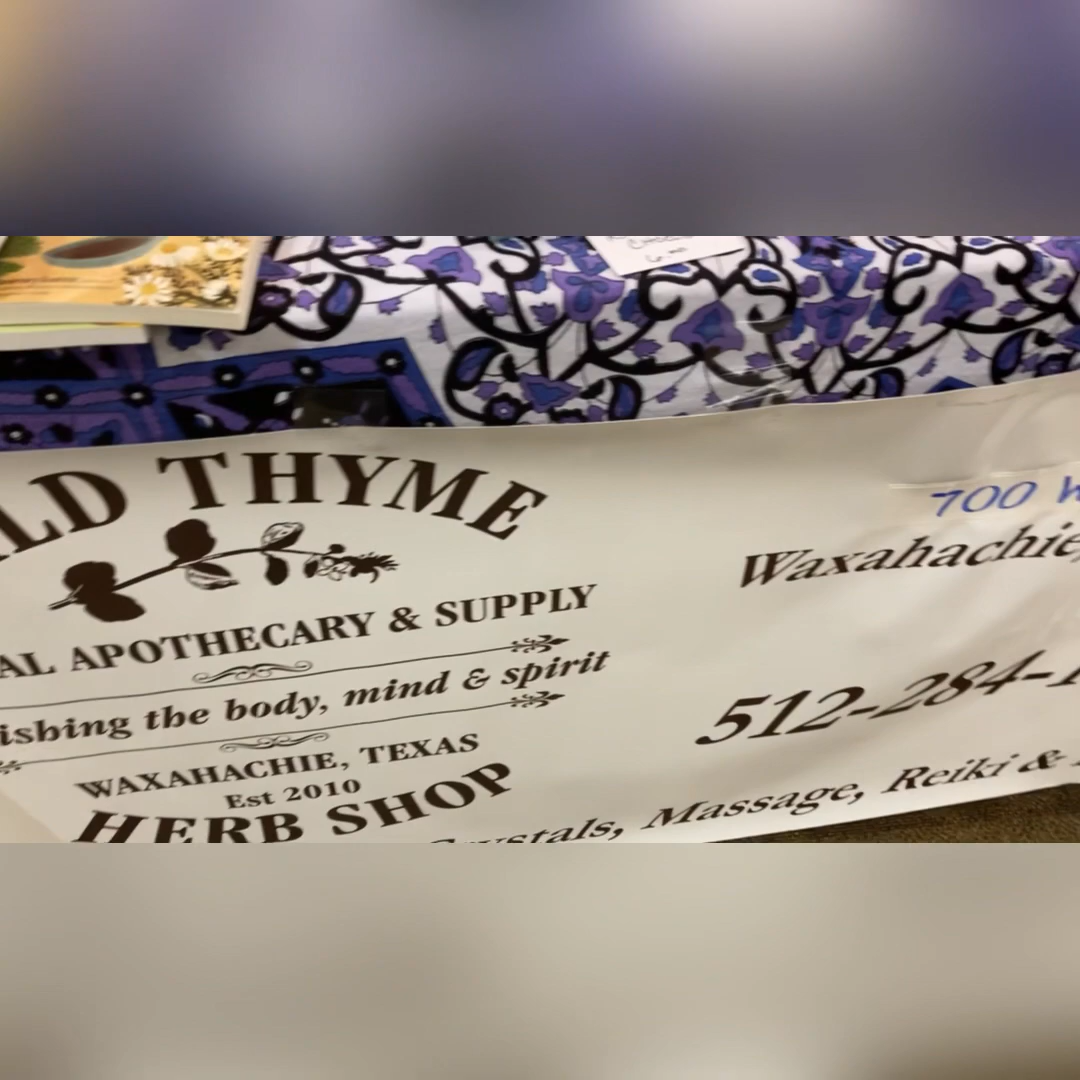 LD THYME
AL APOTHECARY & SUPPLY
ishing the body, mind & spirit
WAXAHACHIE, TEXAS
Est 2010
HERB SHOP
700 W
Waxahachie,
512-284-1
Crystals, Massage, Reiki &